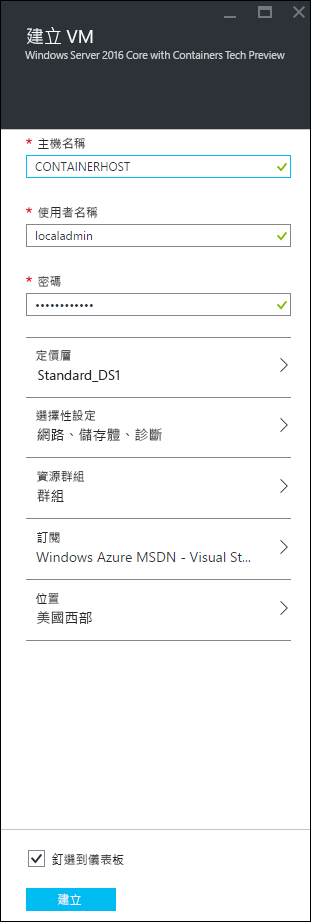 建立 VM
Windows Server 2016 Core with Containers Tech Preview
* 主機名稱
CONTAINERHOST
* 使用者名稱
localadmin
* 密碼
••••••••••••
定價層
Standard_DS1
選擇性設定
網路、儲存體、診斷
資源群組
群組
訂閱
Windows Azure MSDN - Visual St...
位置
美國西部
釘選到儀表板
建立